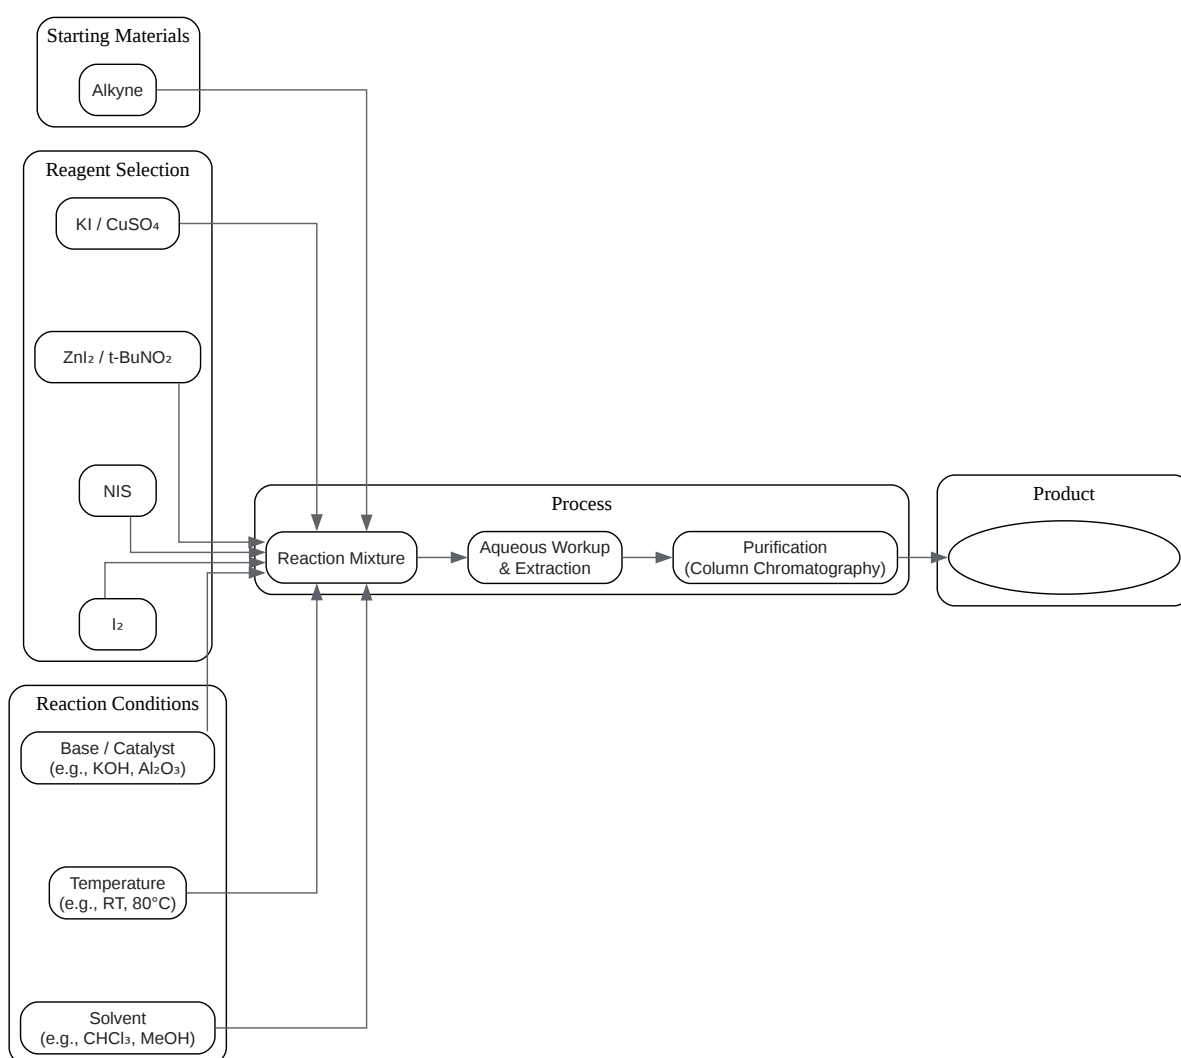 Starting Materials
Alkyne
Reagent Selection
KI / CuSO₄
ZnI₂ / t-BuNO₂
NIS
I₂
Process
Reaction Mixture
Aqueous Workup
& Extraction
Purification
(Column Chromatography)
Product
Reaction Conditions
Base / Catalyst
(e.g., KOH, Al₂O₃)
Temperature
(e.g., RT, 80°C)
Solvent
(e.g., CHCl₃, MeOH)